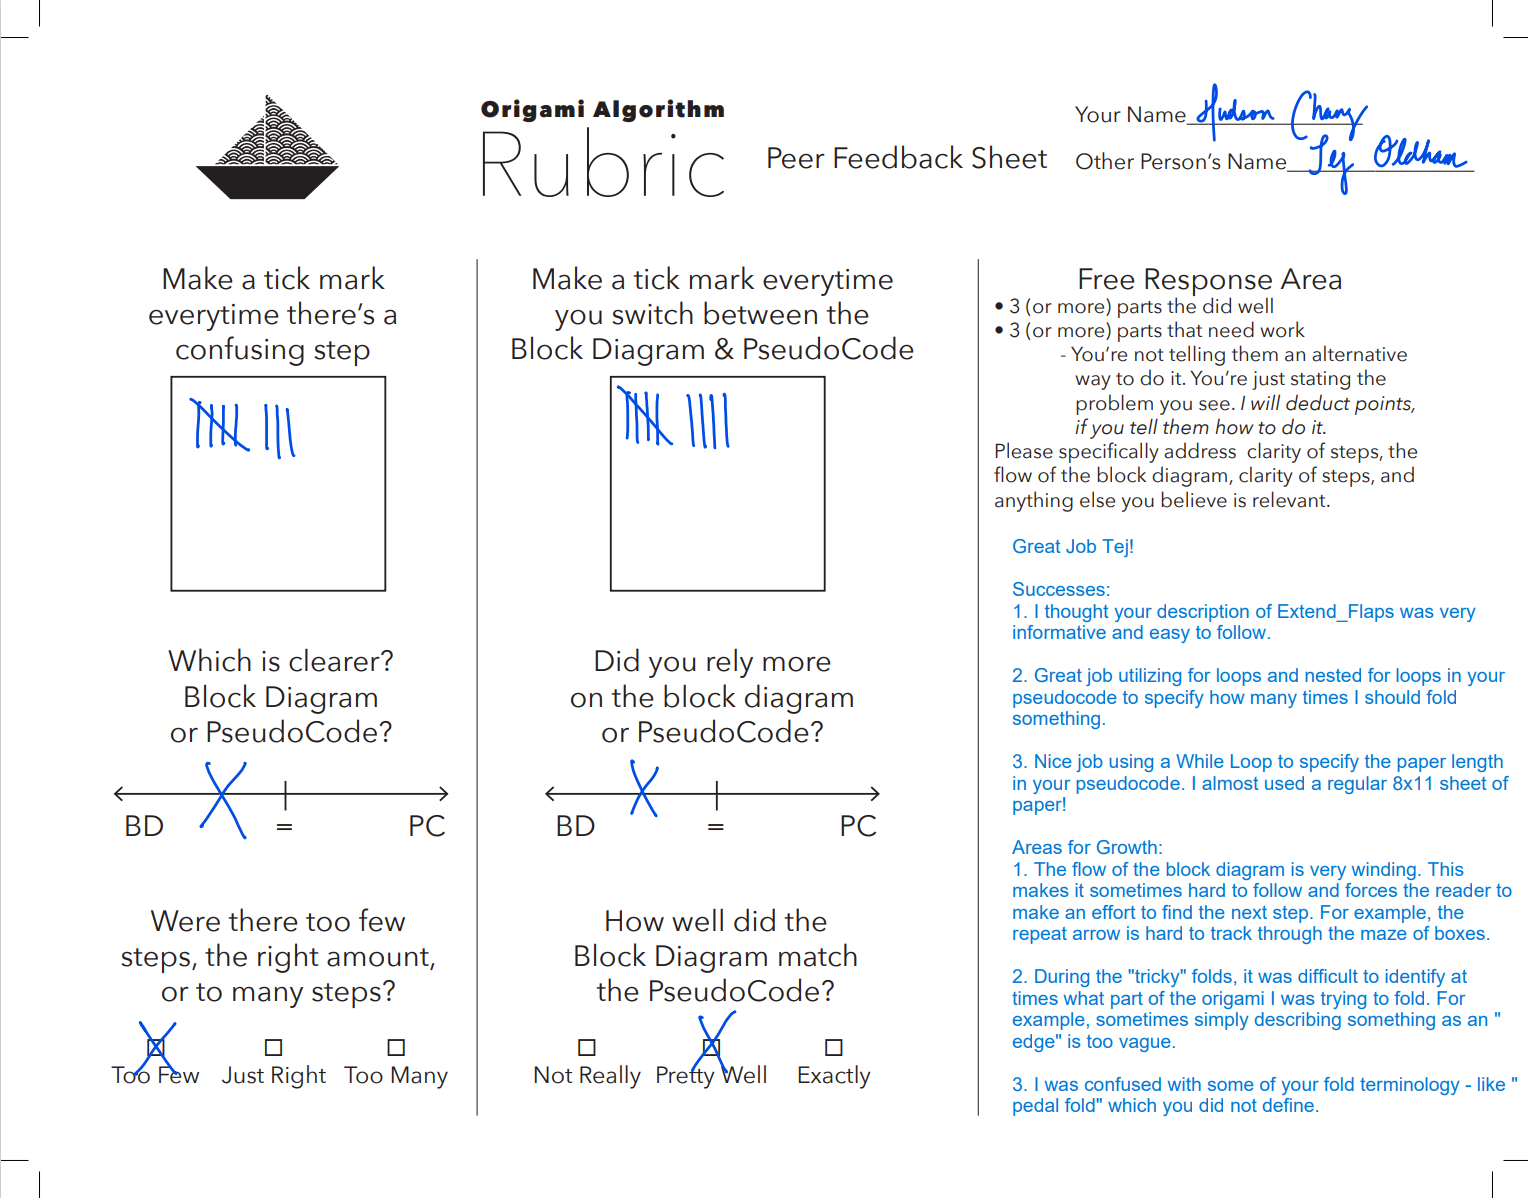 Origami Algorithm
Rubric
Peer Feedback Sheet
Your Name Hudson Chang
Other Person's Name Tej Oldham
Make a tick mark
everytime there's a
confusing step
Which is clearer?
Block Diagram
or PseudoCode?
BD
=
PC
Were there too few
steps, the right amount,
or to many steps?
Too Few
Just Right
Too Many
Make a tick mark everytime
you switch between the
Block Diagram & PseudoCode
Did you rely more
on the block diagram
or PseudoCode?
BD
=
PC
How well did the
Block Diagram match
the PseudoCode?
Not Really
Pretty Well
Exactly
Free Response Area
• 3 (or more) parts the did well
• 3 (or more) parts that need work
- You're not telling them an alternative
way to do it. You're just stating the
problem you see. I will deduct points,
if you tell them how to do it.
Please specifically address clarity of steps, the
flow of the block diagram, clarity of steps, and
anything else you believe is relevant.
Great Job Tej!
Successes:
1. I thought your description of Extend_Flaps was very
informative and easy to follow.
2. Great job utilizing for loops and nested for loops in your
pseudocode to specify how many times I should fold
something.
3. Nice job using a While Loop to specify the paper length
in your pseudocode. I almost used a regular 8x11 sheet of
paper!
Areas for Growth:
1. The flow of the block diagram is very winding. This
makes it sometimes hard to follow and forces the reader to
make an effort to find the next step. For example, the
repeat arrow is hard to track through the maze of boxes.
2. During the "tricky" folds, it was difficult to identify at
times what part of the origami I was trying to fold. For
example, sometimes simply describing something as an "
edge" is too vague.
3. I was confused with some of your fold terminology - like "
pedal fold" which you did not define.